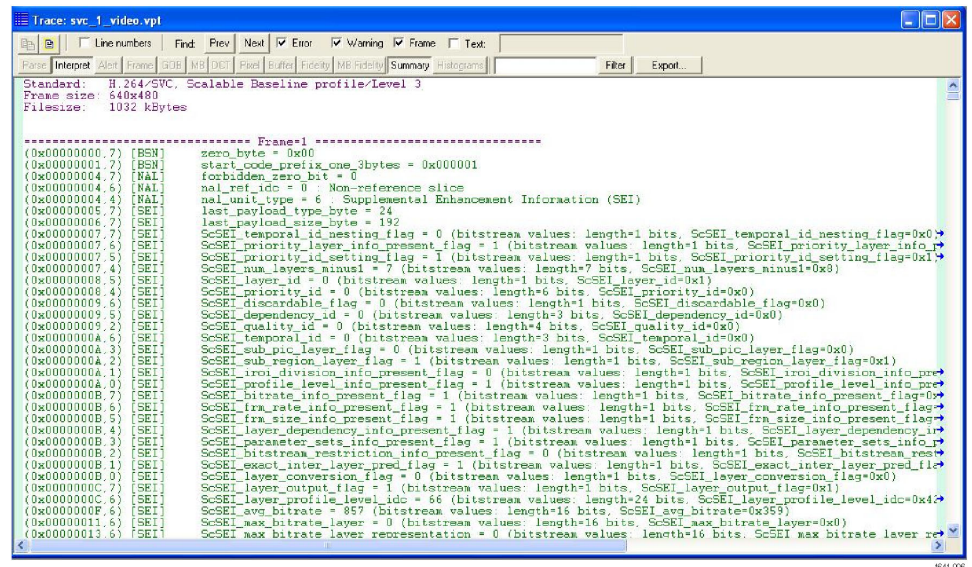 Trace: svc_1_video.vpt
Line numbers Find: Prev Next Error Warning Frame Text:
Parse Interpret Alert Frame GOB MB DCT Pixel Buffer Fidelity MB Fidelity Summary Histograms Filter Export...
Standard: H.264/SVC, Scalable Baseline profile/Level 3
Frame size: 640x480
Filesize: 1032 kBytes
------------------------------ Frame=1 ------------------------------
(0x00000000,7) [BSN] zero_byte = 0x00
(0x00000001,7) [BSN] start_code_prefix_one_3bytes = 0x000001
(0x00000004,7) [NAL] forbidden_zero_bit = 0
(0x00000004,6) [NAL] nal_ref_idc = 0 : Non-reference slice
(0x00000004,4) [NAL] nal_unit_type = 6 : Supplemental Enhancement Information (SEI)
(0x00000005,7) [SEI] last_payload_type_byte = 24
(0x00000006,7) [SEI] last_payload_size_byte = 192
(0x00000007,7) [SEI] ScSEI_temporal_id_nesting_flag = 0 (bitstream values: length=1 bits, ScSEI_temporal_id_nesting_flag=0x0)
(0x00000007,6) [SEI] ScSEI_priority_layer_info_present_flag = 1 (bitstream values: length=1 bits, ScSEI_priority_layer_info_p
(0x00000007,5) [SEI] ScSEI_priority_id_setting_flag = 1 (bitstream values: length=1 bits, ScSEI_priority_id_setting_flag=0x1)
(0x00000007,4) [SEI] ScSEI_num_layers_minus1 = 7 (bitstream values: length=7 bits, ScSEI_num_layers_minus1=0x8)
(0x00000008,5) [SEI] ScSEI_layer_id = 0 (bitstream values: length=1 bits, ScSEI_layer_id=0x1)
(0x00000008,4) [SEI] ScSEI_priority_id = 0 (bitstream values: length=6 bits, ScSEI_priority_id=0x0)
(0x00000009,6) [SEI] ScSEI_discardable_flag = 0 (bitstream values: length=1 bits, ScSEI_discardable_flag=0x0)
(0x00000009,5) [SEI] ScSEI_dependency_id = 0 (bitstream values: length=3 bits, ScSEI_dependency_id=0x0)
(0x00000009,2) [SEI] ScSEI_quality_id = 0 (bitstream values: length=4 bits, ScSEI_quality_id=0x0)
(0x0000000A,6) [SEI] ScSEI_temporal_id = 0 (bitstream values: length=3 bits, ScSEI_temporal_id=0x0)
(0x0000000A,3) [SEI] ScSEI_sub_pic_layer_flag = 0 (bitstream values: length=1 bits, ScSEI_sub_pic_layer_flag=0x0)
(0x0000000A,2) [SEI] ScSEI_sub_region_layer_flag = 1 (bitstream values: length=1 bits, ScSEI_sub_region_layer_flag=0x1)
(0x0000000A,1) [SEI] ScSEI_iroi_division_info_present_flag = 0 (bitstream values: length=1 bits, ScSEI_iroi_division_info_pre
(0x0000000A,0) [SEI] ScSEI_profile_level_info_present_flag = 1 (bitstream values: length=1 bits, ScSEI_profile_level_info_pre
(0x0000000B,7) [SEI] ScSEI_bitrate_info_present_flag = 1 (bitstream values: length=1 bits, ScSEI_bitrate_info_present_flag=0x
(0x0000000B,6) [SEI] ScSEI_frm_rate_info_present_flag = 1 (bitstream values: length=1 bits, ScSEI_frm_rate_info_present_flag
(0x0000000B,5) [SEI] ScSEI_frm_size_info_present_flag = 1 (bitstream values: length=1 bits, ScSEI_frm_size_info_present_flag
(0x0000000B,4) [SEI] ScSEI_layer_dependency_info_present_flag = 1 (bitstream values: length=1 bits, ScSEI_layer_dependency_in
(0x0000000B,3) [SEI] ScSEI_parameter_sets_info_present_flag = 1 (bitstream values: length=1 bits, ScSEI_parameter_sets_info_p
(0x0000000B,2) [SEI] ScSEI_bitstream_restriction_info_present_flag = 0 (bitstream values: length=1 bits, ScSEI_bitstream_rest
(0x0000000B,1) [SEI] ScSEI_exact_inter_layer_pred_flag = 1 (bitstream values: length=1 bits, ScSEI_exact_inter_layer_pred_fla
(0x0000000B,0) [SEI] ScSEI_layer_conversion_flag = 0 (bitstream values: length=1 bits, ScSEI_layer_conversion_flag=0x0)
(0x0000000C,7) [SEI] ScSEI_layer_output_flag = 1 (bitstream values: length=1 bits, ScSEI_layer_output_flag=0x1)
(0x0000000C,6) [SEI] ScSEI_layer_profile_level_idc = 66 (bitstream values: length=24 bits, ScSEI_layer_profile_level_idc=0x42
(0x0000000F,6) [SEI] ScSEI_avg_bitrate = 857 (bitstream values: length=16 bits, ScSEI_avg_bitrate=0x359)
(0x00000011,6) [SEI] ScSEI_max_bitrate_layer = 0 (bitstream values: length=16 bits, ScSEI_max_bitrate_layer=0x0)
(0x00000013,6) [SEI] ScSEI_max_bitrate_layer_representation = 0 (bitstream values: length=16 bits, ScSEI_max_bitrate_layer_re
1641 006